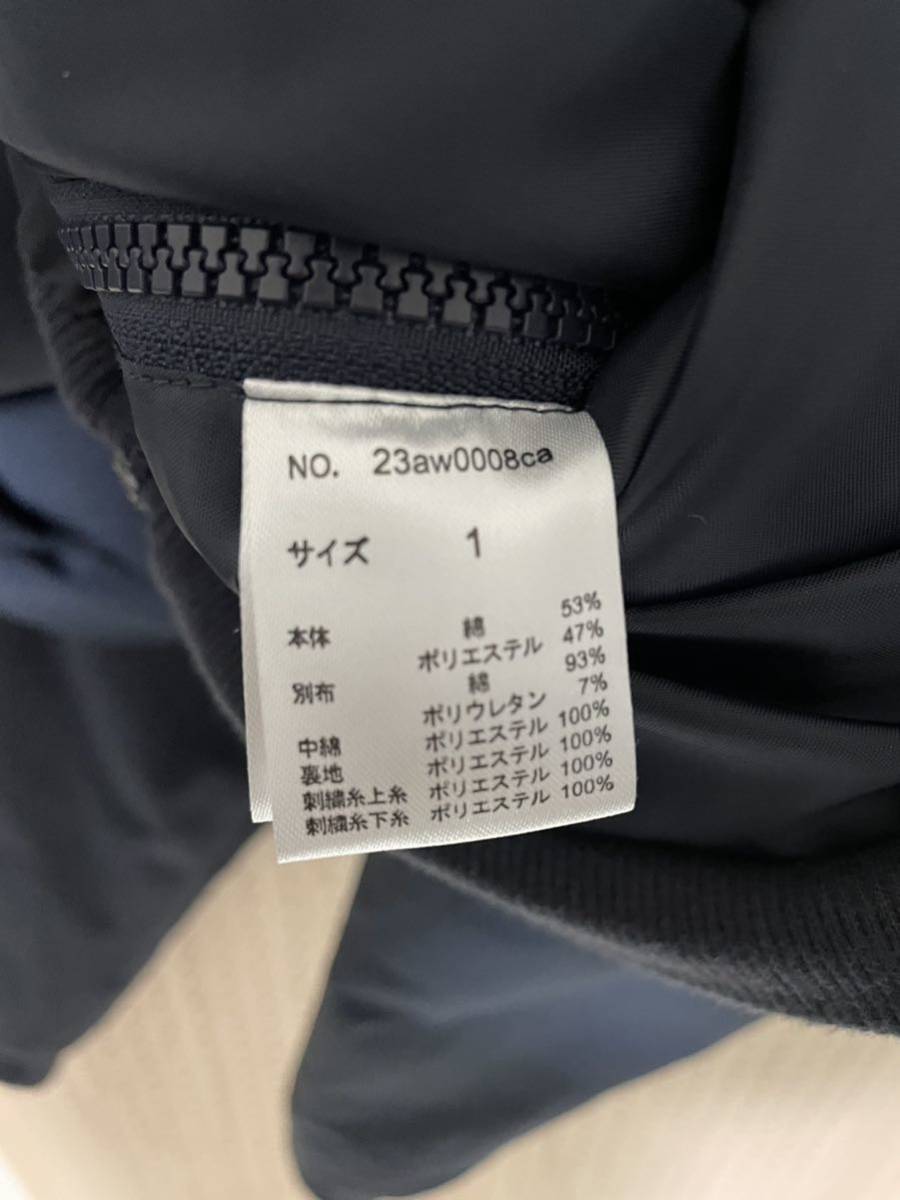 NO. 23aw0008ca
サイズ 1
本体 綿 53%
ポリエステル 47%
別布 綿 93%
ポリウレタン 7%
中綿 ポリエステル 100%
裏地 ポリエステル 100%
刺繍糸上糸 ポリエステル 100%
刺繍糸下糸 ポリエステル 100%